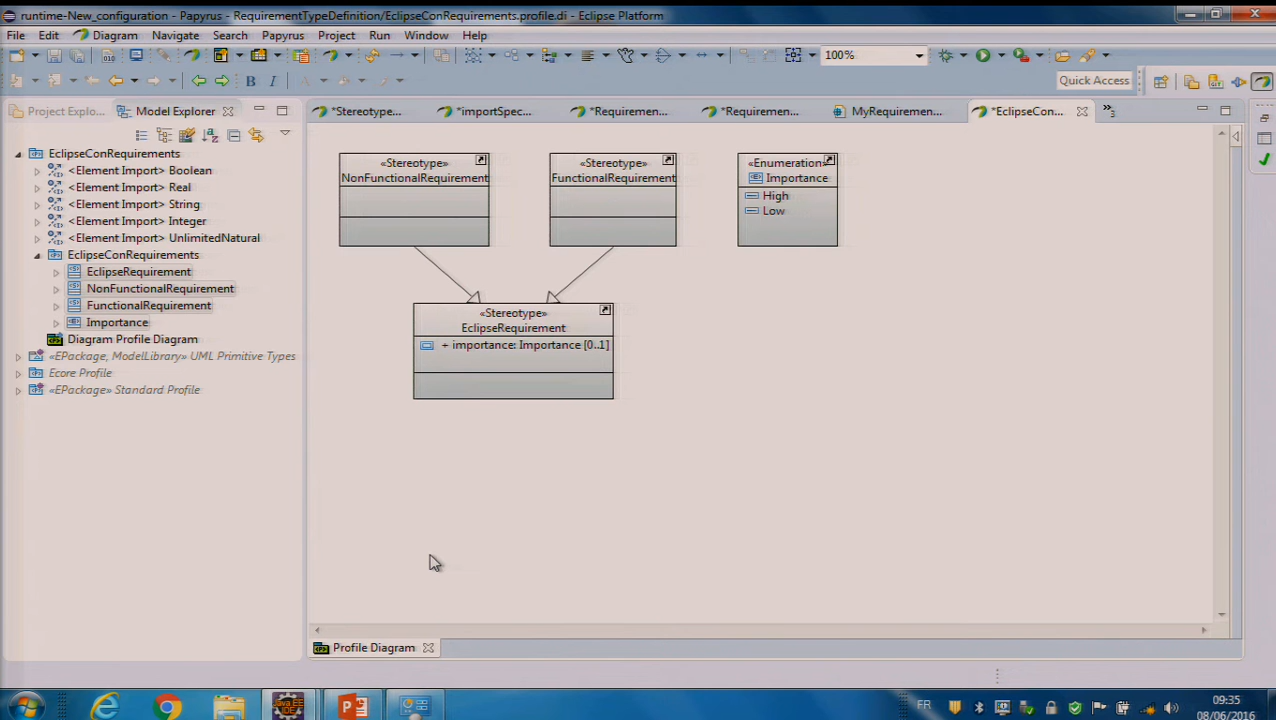 runtime-New_configuration - Papyrus - RequirementTypeDefinition/EclipseConRequirements.profile.di - Eclipse Platform
File Edit Diagram Navigate Search Papyrus Project Run Window Help
100%
B I A
Quick Access
Project Explo... Model Explorer
*Stereotype... *importSpec... *Requiremen... *Requiremen... MyRequiremen... *EclipseCon... »3
EclipseConRequirements
<Element Import> Boolean
<Element Import> Real
<Element Import> String
<Element Import> Integer
<Element Import> UnlimitedNatural
EclipseConRequirements
EclipseRequirement
NonFunctionalRequirement
FunctionalRequirement
Importance
Diagram Profile Diagram
«EPackage, ModelLibrary» UML Primitive Types
Ecore Profile
«EPackage» Standard Profile
«Stereotype»
NonFunctionalRequirement
«Stereotype»
FunctionalRequirement
«Enumeration»
Importance
High
Low
«Stereotype»
EclipseRequirement
+ importance: Importance [0..1]
Profile Diagram
Java EE
IDE
FR
09:35
08/06/2016